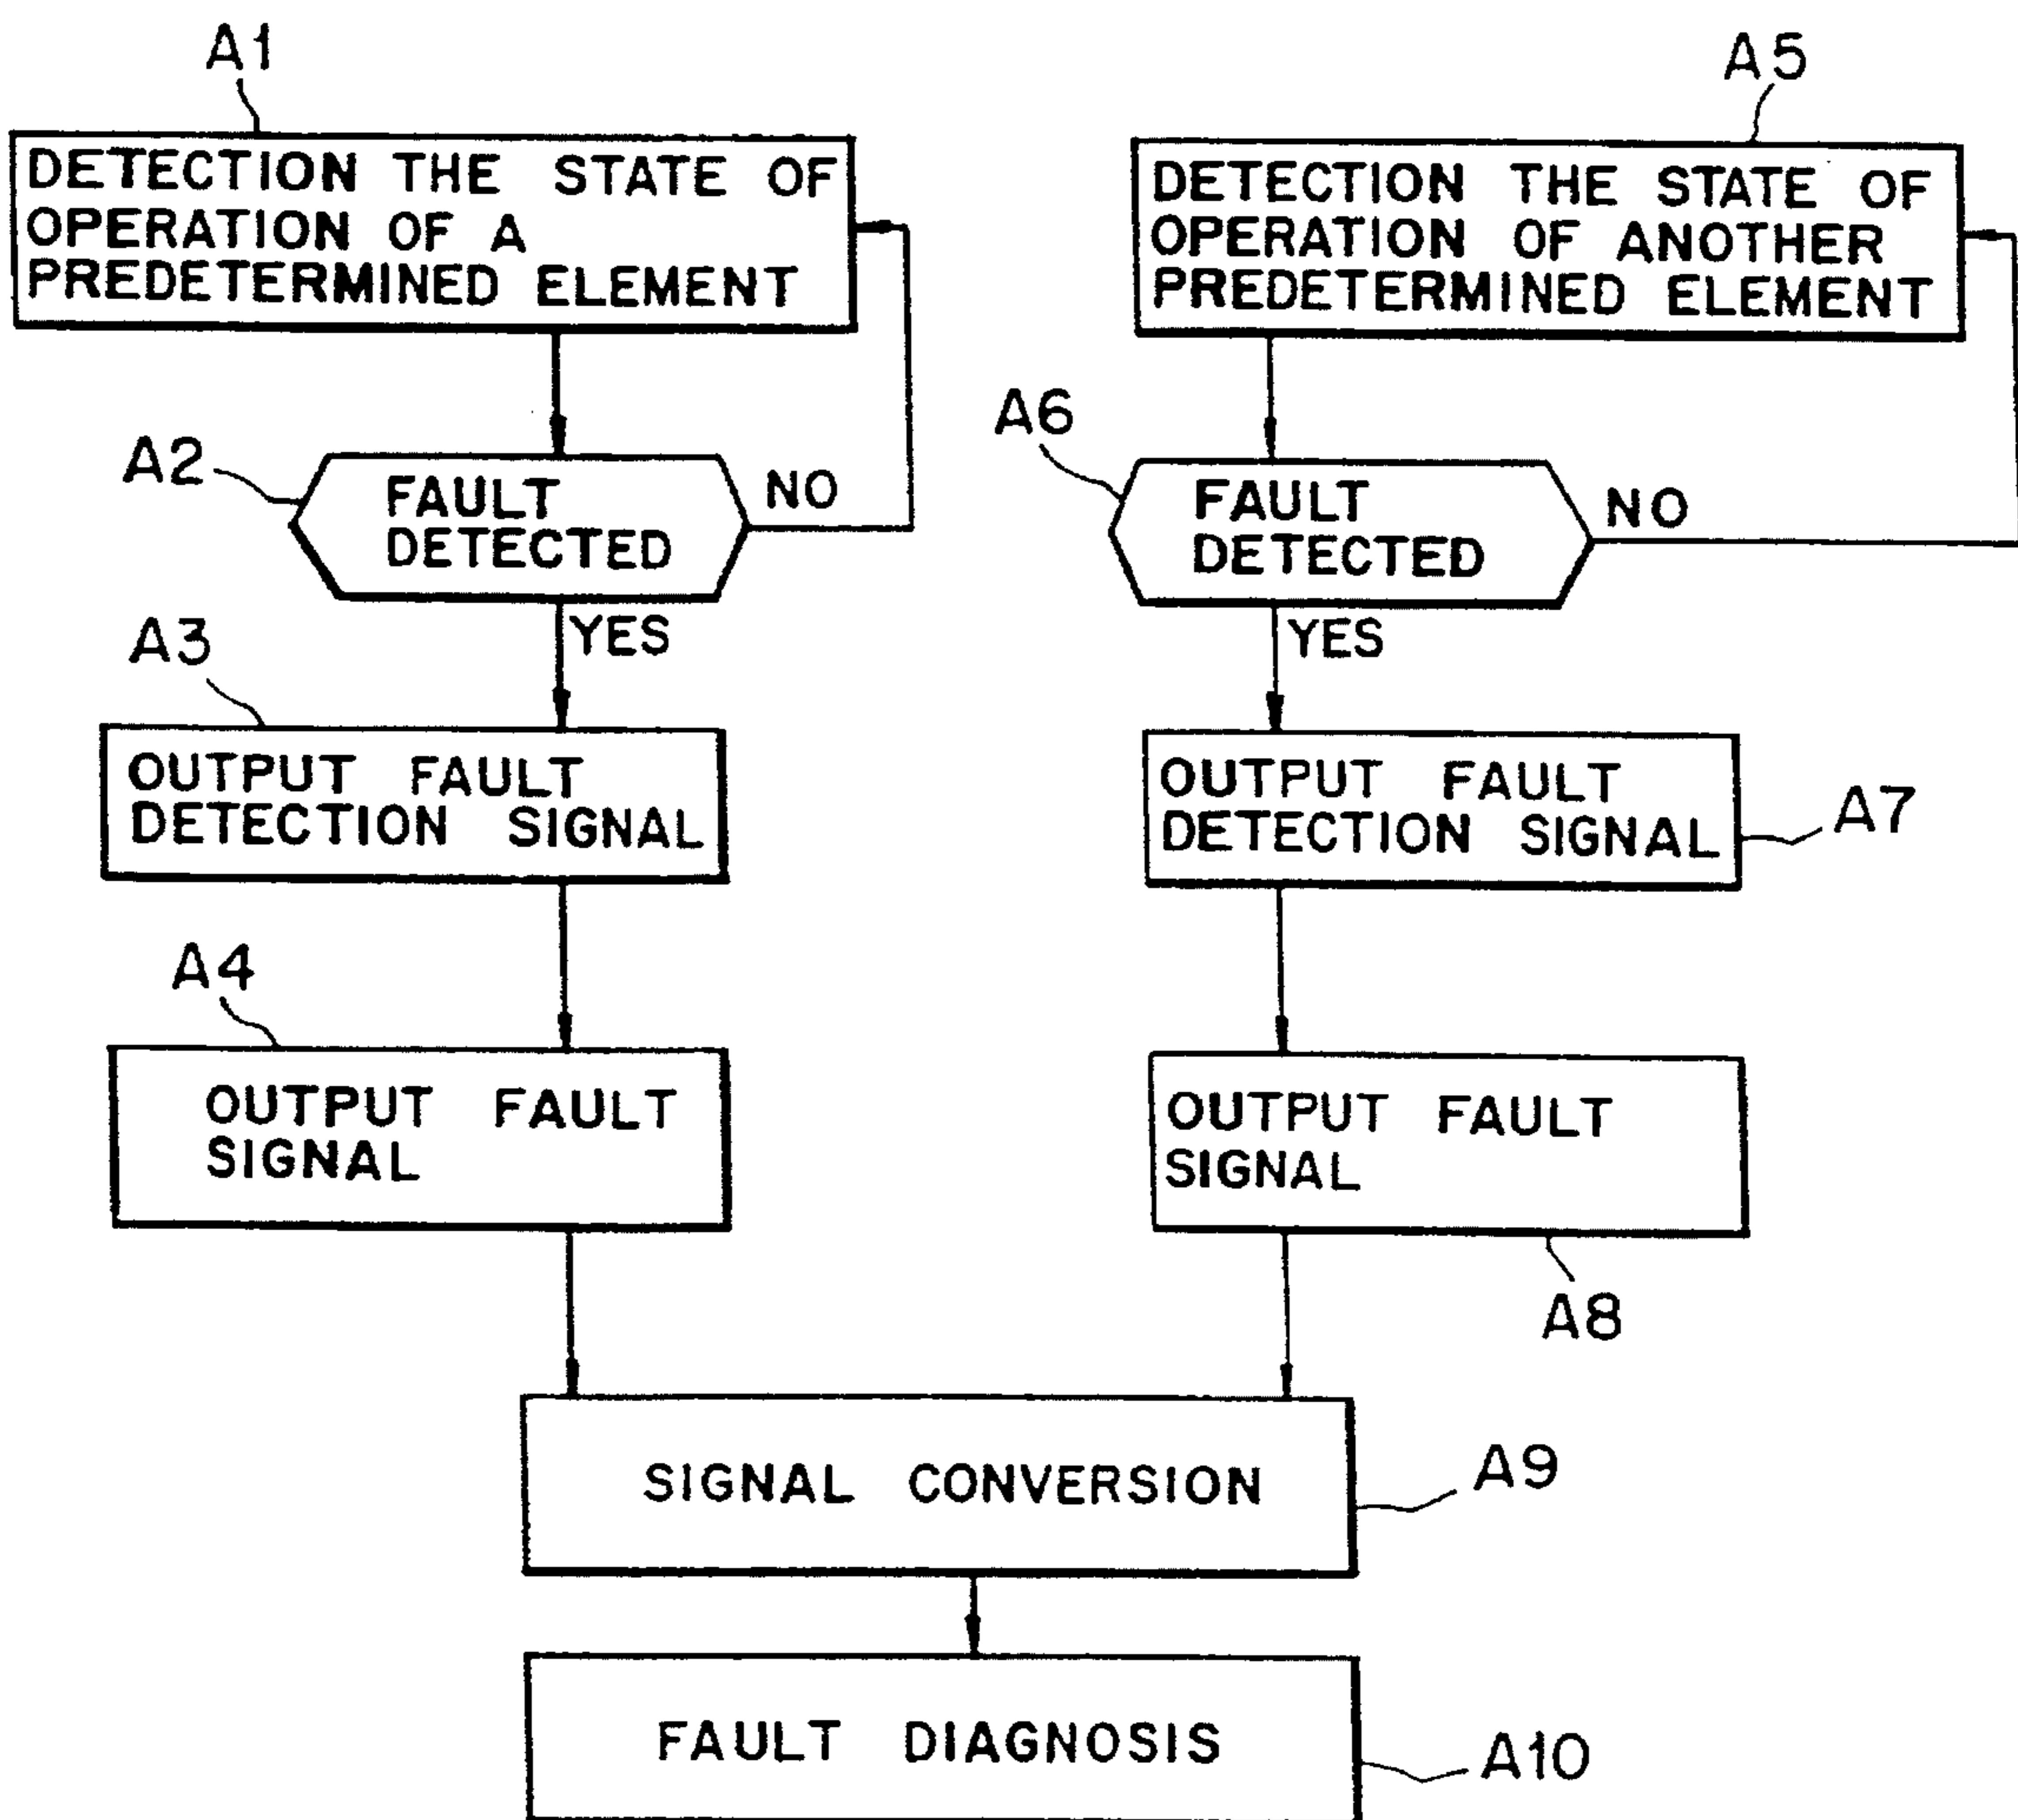 A1
DETECTION THE STATE OF
OPERATION OF A
PREDETERMINED ELEMENT
A2
FAULT
DETECTED
NO
YES
A3
OUTPUT FAULT
DETECTION SIGNAL
A4
OUTPUT FAULT
SIGNAL
A5
DETECTION THE STATE OF
OPERATION OF ANOTHER
PREDETERMINED ELEMENT
A6
FAULT
DETECTED
NO
YES
OUTPUT FAULT
DETECTION SIGNAL
A7
OUTPUT FAULT
SIGNAL
A8
SIGNAL CONVERSION
A9
FAULT DIAGNOSIS
A10